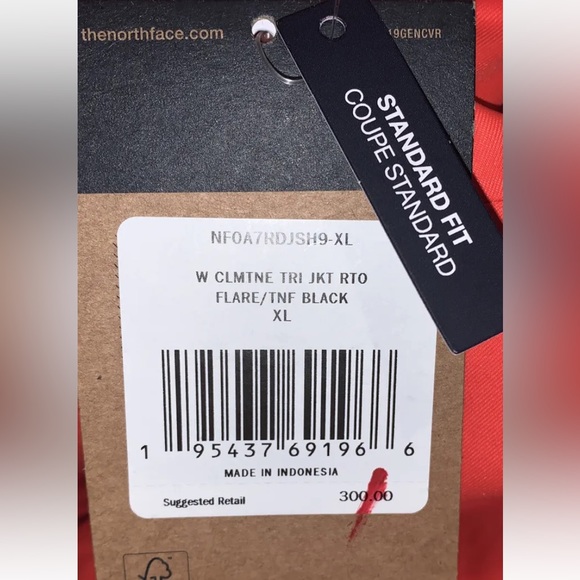 thenorthface.com
19GENCVR
STANDARD FIT
COUPE STANDARD
NF0A7RDJSH9-XL
W CLMTNE TRI JKT RTO
FLARE/TNF BLACK
XL
1 95437 69196 6
MADE IN INDONESIA
Suggested Retail 300.00